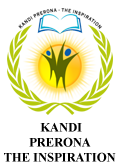 KANDI PRERONA - THE INSPIRATION
KANDI
PRERONA
THE INSPIRATION